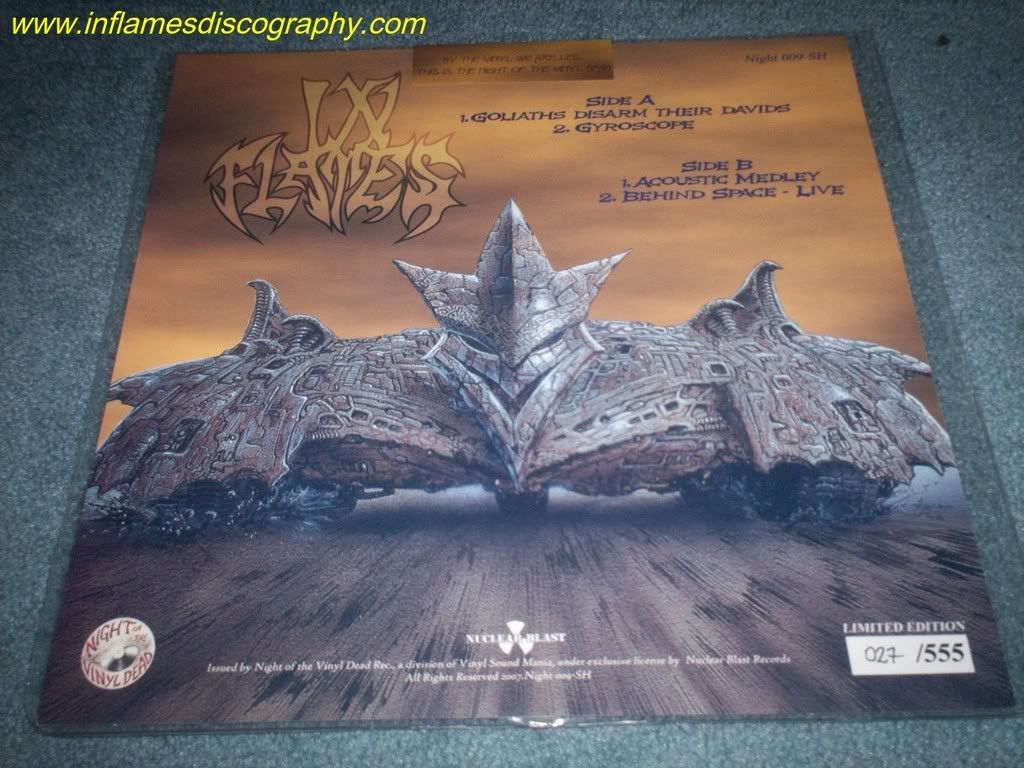 www.inflamesdiscography.com
BY THE VINYL WE ARE LED,
THIS IS THE NIGHT OF THE VINYL DEAD
Night 009-SH
IN
FLAMES
SIDE A
1. GOLIATHS DISARM THEIR DAVIDS
2. GYROSCOPE
SIDE B
1. ACOUSTIC MEDLEY
2. BEHIND SPACE - LIVE
NIGHT OF THE
VINYL DEAD
NUCLEAR BLAST
Issued by Night of the Vinyl Dead Rec., a division of Vinyl Sound Mania, under exclusive license by Nuclear Blast Records
All Rights Reserved 2007.Night 009-SH
LIMITED EDITION
027 /555